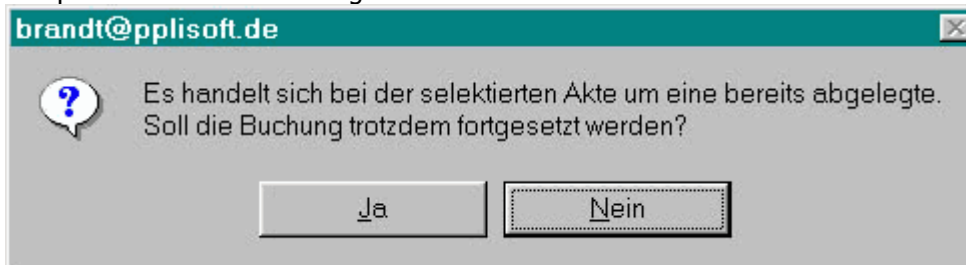 brandt@pplisoft.de
Es handelt sich bei der selektierten Akte um eine bereits abgelegte.
Soll die Buchung trotzdem fortgesetzt werden?
Ja
Nein